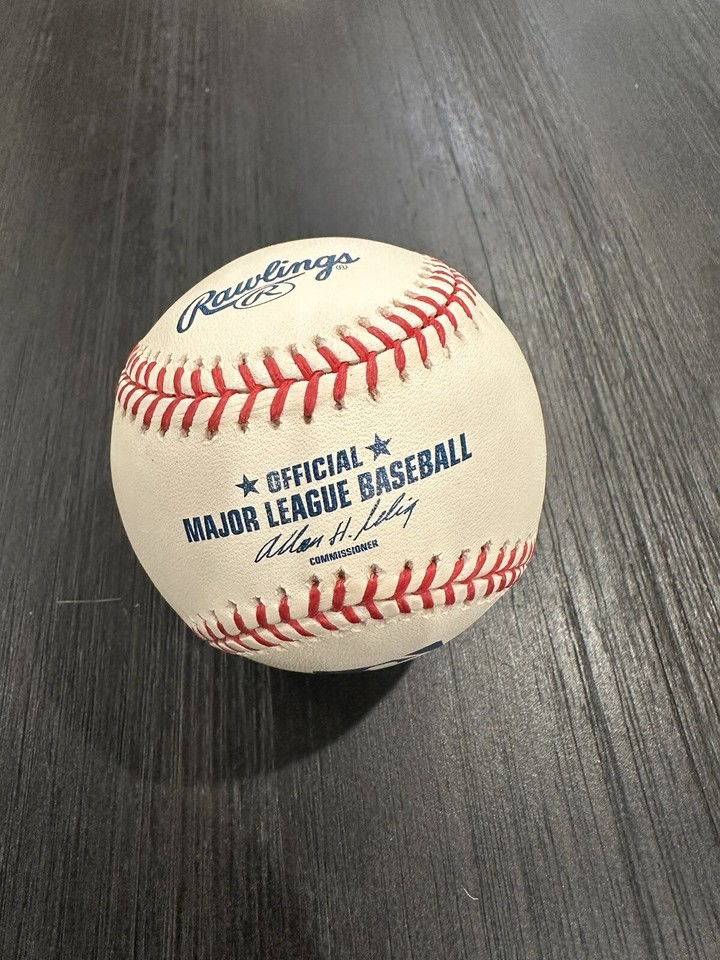 Rawlings®
®
★ OFFICIAL ★
MAJOR LEAGUE BASEBALL
Allan H. Selig
COMMISSIONER